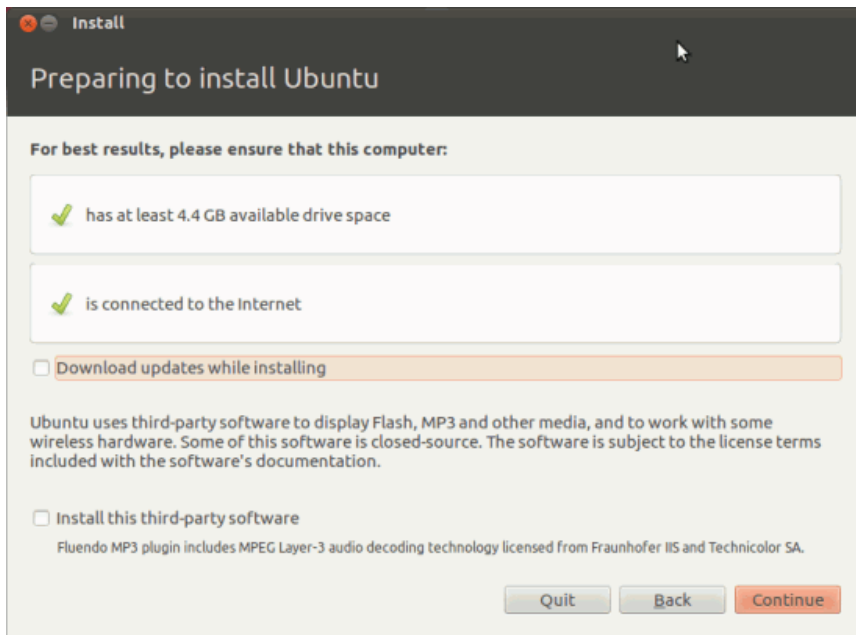 Install
Preparing to install Ubuntu
For best results, please ensure that this computer:
has at least 4.4 GB available drive space
is connected to the Internet
Download updates while installing
Ubuntu uses third-party software to display Flash, MP3 and other media, and to work with some
wireless hardware. Some of this software is closed-source. The software is subject to the license terms
included with the software's documentation.
Install this third-party software
Fluendo MP3 plugin includes MPEG Layer-3 audio decoding technology licensed from Fraunhofer IIS and Technicolor SA.
Quit Back Continue